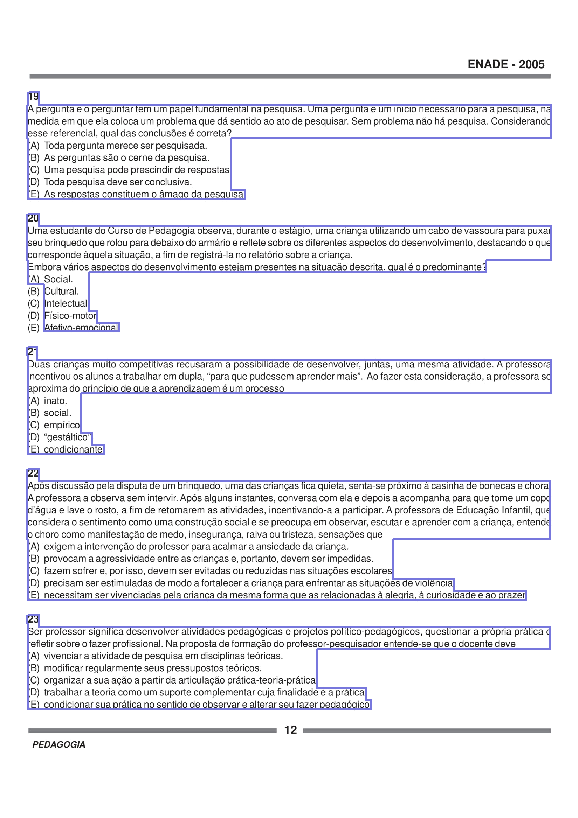 ENADE - 2005
19
A pergunta e o perguntar têm um papel fundamental na pesquisa. Uma pergunta é um início necessário para a pesquisa, na
medida em que ela coloca um problema que dá sentido ao ato de pesquisar. Sem problema não há pesquisa. Considerando
esse referencial, qual das conclusões é correta?
(A) Toda pergunta merece ser pesquisada.
(B) As perguntas são o cerne da pesquisa.
(C) Uma pesquisa pode prescindir de respostas.
(D) Toda pesquisa deve ser conclusiva.
(E) As respostas constituem o âmago da pesquisa.
20
Uma estudante do Curso de Pedagogia observa, durante o estágio, uma criança utilizando um cabo de vassoura para puxar
seu brinquedo que rolou para debaixo do armário e reflete sobre os diferentes aspectos do desenvolvimento, destacando o que
corresponde àquela situação, a fim de registrá-la no relatório sobre a criança.
Embora vários aspectos do desenvolvimento estejam presentes na situação descrita, qual é o predominante?
(A) Social.
(B) Cultural.
(C) Intelectual.
(D) Físico-motor.
(E) Afetivo-emocional.
21
Duas crianças muito competitivas recusaram a possibilidade de desenvolver, juntas, uma mesma atividade. A professora
incentivou os alunos a trabalhar em dupla, “para que pudessem aprender mais”. Ao fazer esta consideração, a professora se
aproxima do princípio de que a aprendizagem é um processo
(A) inato.
(B) social.
(C) empírico.
(D) “gestáltico”.
(E) condicionante.
22
Após discussão pela disputa de um brinquedo, uma das crianças fica quieta, senta-se próximo à casinha de bonecas e chora.
A professora a observa sem intervir. Após alguns instantes, conversa com ela e depois a acompanha para que tome um copo
d'água e lave o rosto, a fim de retomarem as atividades, incentivando-a a participar. A professora de Educação Infantil, que
considera o sentimento como uma construção social e se preocupa em observar, escutar e aprender com a criança, entende
o choro como manifestação de medo, insegurança, raiva ou tristeza, sensações que
(A) exigem a intervenção do professor para acalmar a ansiedade da criança.
(B) provocam a agressividade entre as crianças e, portanto, devem ser impedidas.
(C) fazem sofrer e, por isso, devem ser evitadas ou reduzidas nas situações escolares.
(D) precisam ser estimuladas de modo a fortalecer a criança para enfrentar as situações de violência.
(E) necessitam ser vivenciadas pela criança da mesma forma que as relacionadas à alegria, à curiosidade e ao prazer.
23
Ser professor significa desenvolver atividades pedagógicas e projetos político-pedagógicos, questionar a própria prática e
refletir sobre o fazer profissional. Na proposta de formação do professor-pesquisador entende-se que o docente deve
(A) vivenciar a atividade de pesquisa em disciplinas teóricas.
(B) modificar regularmente seus pressupostos teóricos.
(C) organizar a sua ação a partir da articulação prática-teoria-prática.
(D) trabalhar a teoria como um suporte complementar cuja finalidade é a prática.
(E) condicionar sua prática no sentido de observar e alterar seu fazer pedagógico.
12
PEDAGOGIA